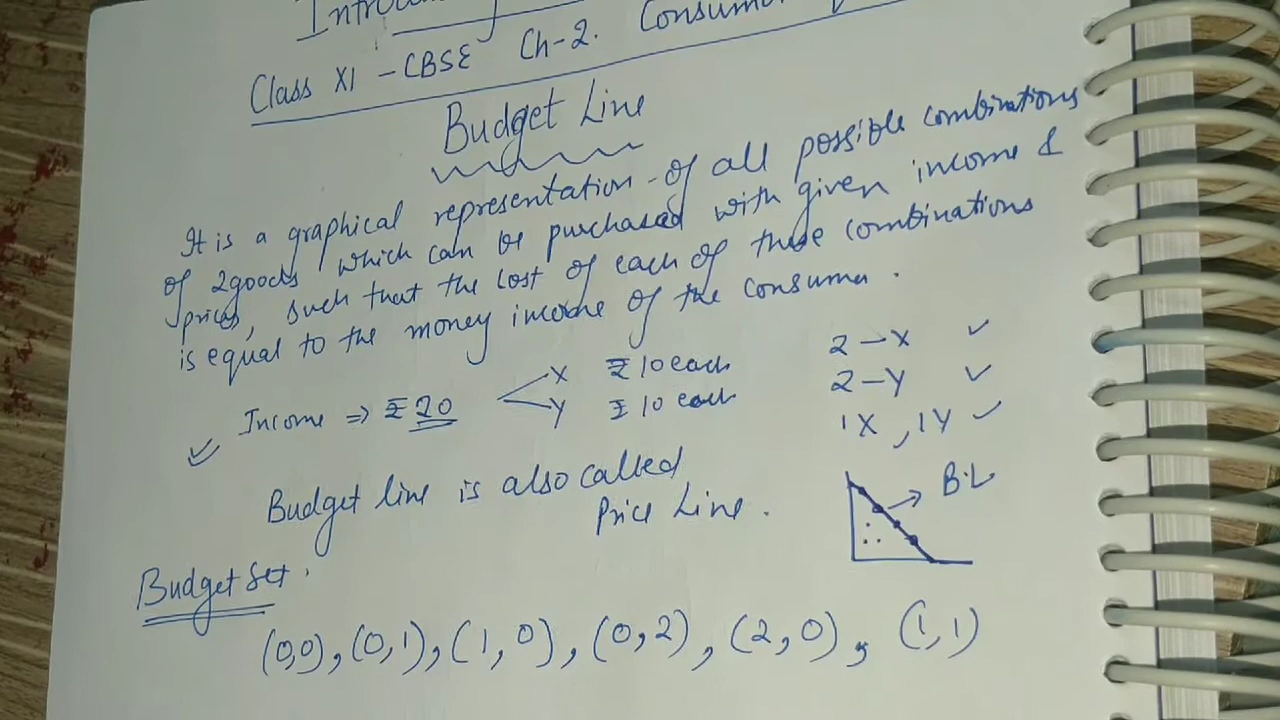 Class XI - CBSE Ch-2. Consumer
Budget Line
It is a graphical representation of all possible combinations
of 2goods which can be purchased with given income &
prices, such that the cost of each of these combinations
is equal to the money income of the consumer.
Income => ₹20 X ₹10 each 2-X ✓
Y ₹10 each 2-Y ✓
1X, 1Y ✓
Budget line is also called
Price Line.
B.L
Budget Set.
(0,0), (0,1), (1,0), (0,2), (2,0), (1,1)